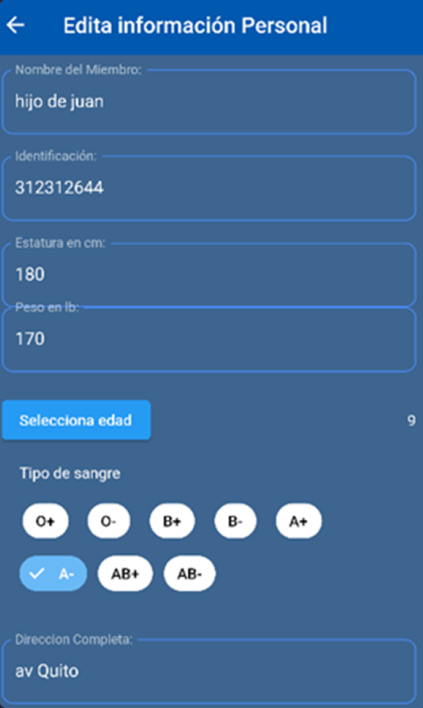 Edita información Personal
Nombre del Miembro:
hijo de juan
Identificación:
312312644
Estatura en cm:
180
Peso en lb:
170
Selecciona edad 9
Tipo de sangre
O+ O- B+ B- A+
A- AB+ AB-
Direccion Completa:
av Quito